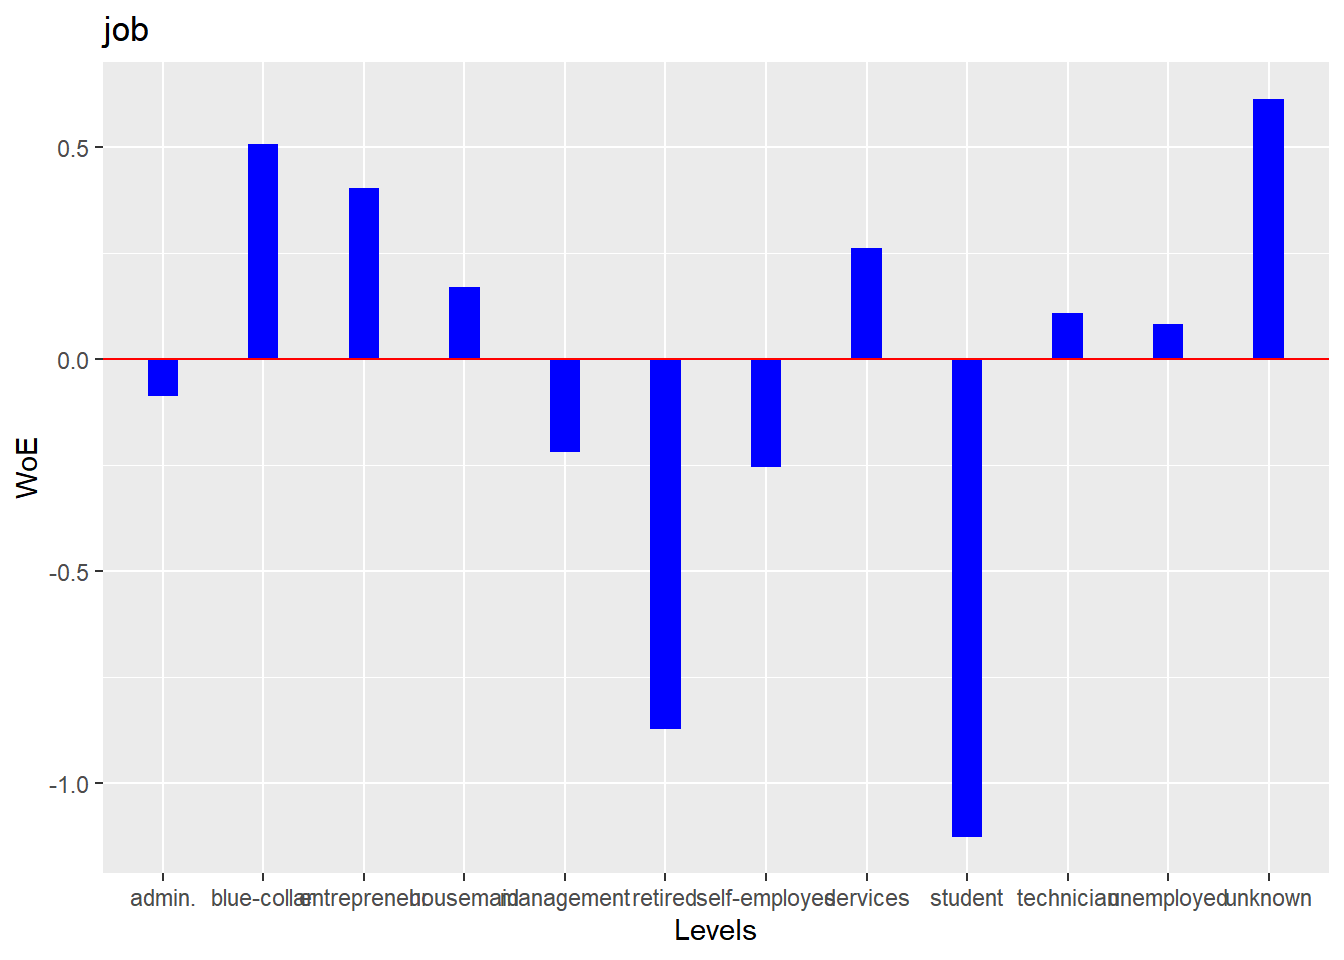 job
0.5
0.0
-0.5
-1.0
WoE
admin. blue-collar entrepreneur housemaid management retired self-employed services student technician unemployed unknown
Levels